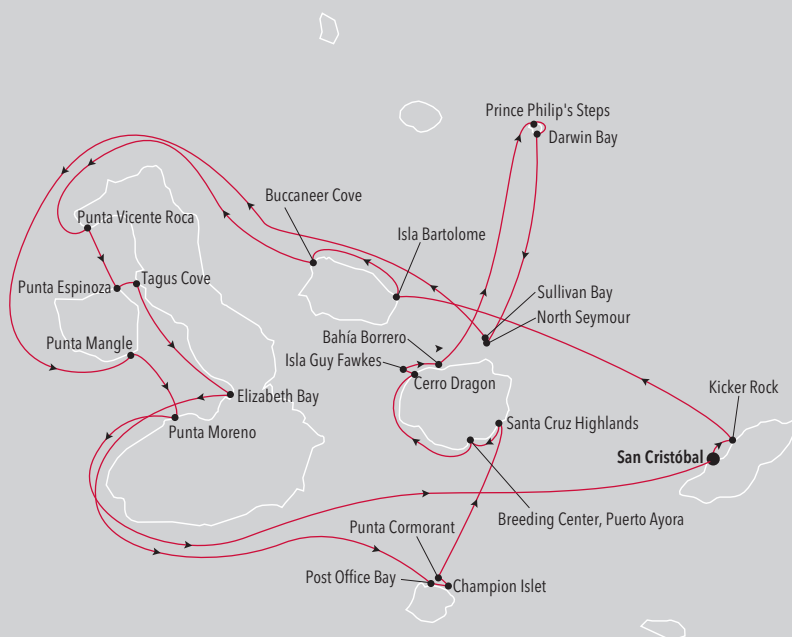 Prince Philip's Steps
Darwin Bay
Buccaneer Cove
Punta Vicente Roca
Isla Bartolome
Tagus Cove
Punta Espinoza
Sullivan Bay
North Seymour
Bahía Borrero
Punta Mangle
Isla Guy Fawkes
Cerro Dragon
Kicker Rock
Elizabeth Bay
Punta Moreno
Santa Cruz Highlands
San Cristóbal
Breeding Center, Puerto Ayora
Punta Cormorant
Post Office Bay
Champion Islet